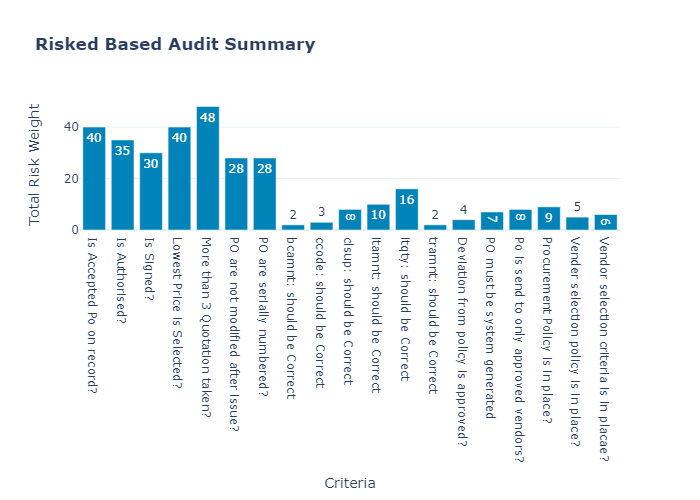 Risked Based Audit Summary
Total Risk Weight
40
20
0
40
35
30
40
48
28
28
2
3
8
10
16
2
4
7
8
9
5
6
Is Accepted Po on record?
Is Authorised?
Is Signed?
Lowest Price is Selected?
More than 3 Quotation taken?
PO are not modified after Issue?
PO are serially numbered?
bcamnt: should be Correct
ccode: should be Correct
clsup: should be Correct
ltamnt: should be Correct
ltqty: should be Correct
tramnt: should be Correct
Deviation from policy is approved?
PO must be system generated
Po is send to only approved vendors?
Procurement Policy is in place?
Vender selection policy is in place?
Vendor selection criteria is in placae?
Criteria